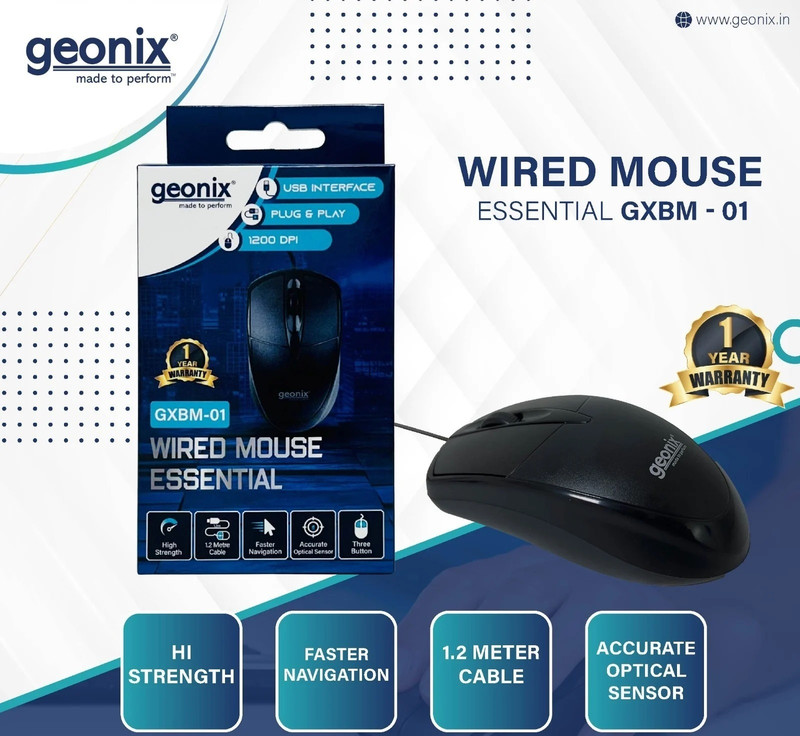 geonix®
made to perform™
www.geonix.in
WIRED MOUSE
ESSENTIAL GXBM - 01
geonix®
made to perform
USB INTERFACE
PLUG & PLAY
1200 DPI
geonix
1
YEAR
WARRANTY
GXBM-01
WIRED MOUSE
ESSENTIAL
High
Strength
1.2 Metre
Cable
Faster
Navigation
Accurate
Optical Sensor
Three
Button
1
YEAR
WARRANTY
geonix
made to perform
HI
STRENGTH
FASTER
NAVIGATION
1.2 METER
CABLE
ACCURATE
OPTICAL
SENSOR